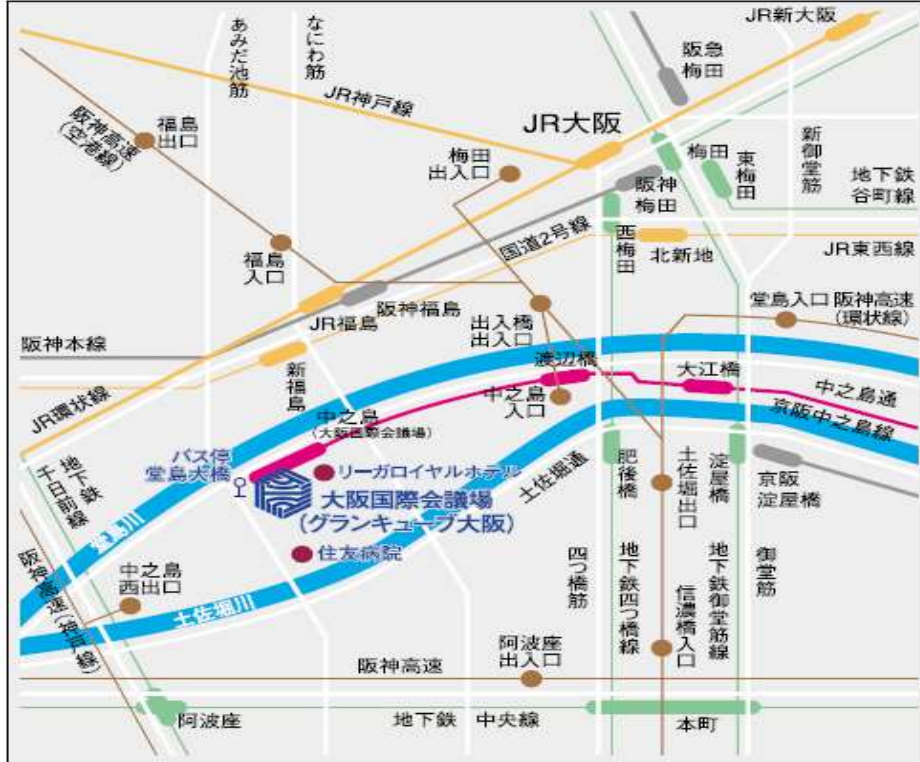 JR新大阪
あみだ池筋
なにわ筋
阪急
梅田
JR神戸線
JR大阪
新御堂筋
阪神高速
(空港線)
福島
出口
梅田
出入口
梅田
東梅田
地下鉄
谷町線
阪神
梅田
西梅田
国道2号線
北新地
JR東西線
福島
入口
阪神福島
JR福島
出入橋
出入口
堂島入口
阪神高速
(環状線)
阪神本線
新福島
渡辺橋
大江橋
中之島通
JR環状線
中之島
(大阪国際会議場)
中之島
入口
京阪中之島線
バス停
堂島大橋
リーガロイヤルホテル
土佐堀通
肥後橋
土佐堀出口
淀屋橋
京阪
淀屋橋
地下鉄
千日前線
大阪国際会議場
(グランキューブ大阪)
堂島川
住友病院
阪神高速(神戸線)
中之島
西出口
土佐堀川
四つ橋筋
地下鉄四つ橋線
信濃橋入口
地下鉄御堂筋線
御堂筋
阪神高速
阿波座
出入口
阿波座
地下鉄 中央線
本町